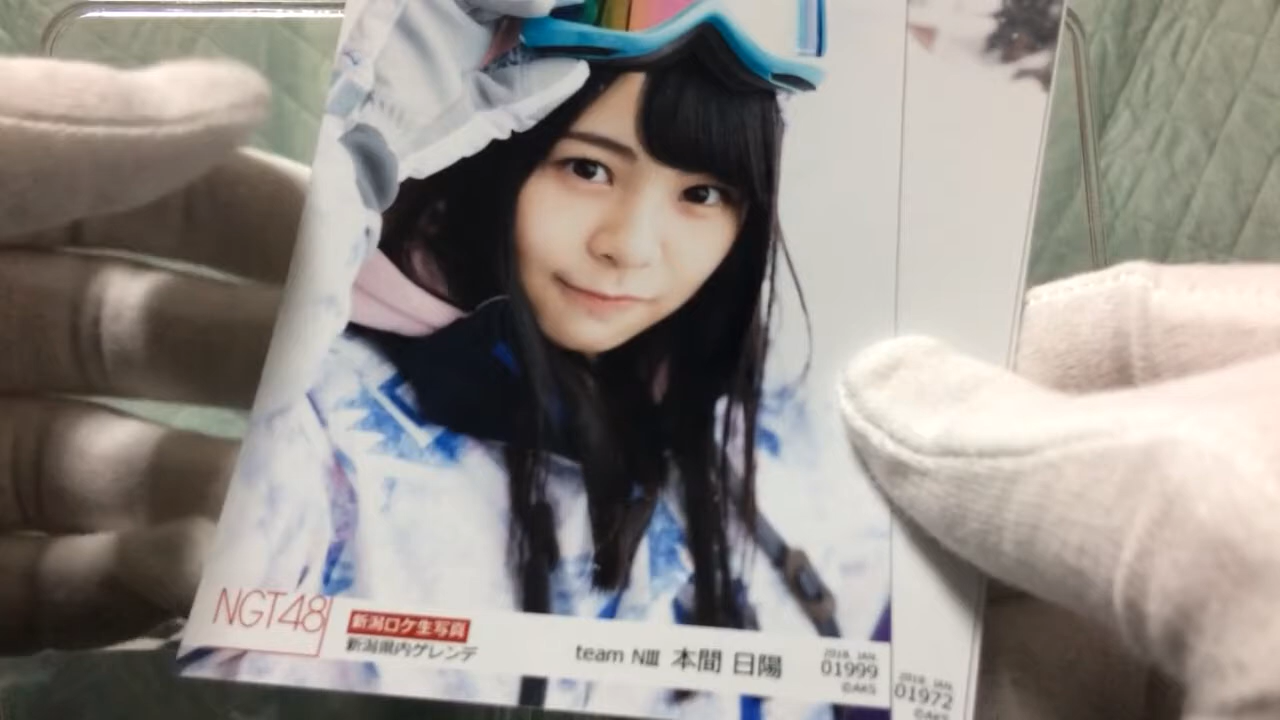 NGT48
新潟ロケ生写真
新潟県内ゲレンデ
team NⅢ 本間 日陽
2018. JAN.
01999
©AKS
2018. JAN.
01972
©AKS